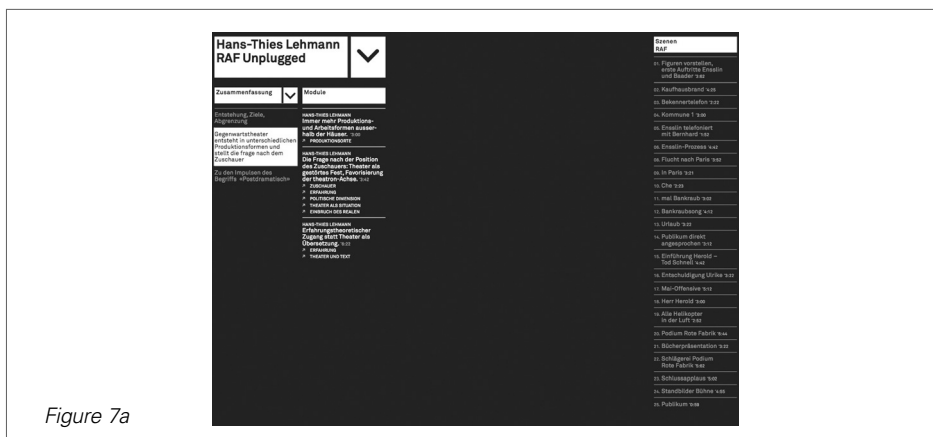 Hans-Thies Lehmann
RAF Unplugged
Zusammenfassung
Entstehung, Ziele,
Abgrenzung
Gegenwartstheater
entsteht in unterschiedlichen
Produktionsformen und
stellt die frage nach dem
Zuschauer
Zu den Impulsen des
Begriffs «Postdramatisch»
Module
HANS-THIES LEHMANN
Immer mehr Produktions-
und Arbeitsformen ausser-
halb der Häuser.
PRODUKTIONSORTE
HANS-THIES LEHMANN
Die Frage nach der Position
des Zuschauers: Theater als
gestörtes Fest, Favorisierung
der theatron-Achse.
ZUSCHAUER
ERFAHRUNG
POLITISCHE DIMENSION
THEATER ALS SITUATION
EINBRUCH DES REALEN
HANS-THIES LEHMANN
Erfahrungstheoretischer
Zugang statt Theater als
Übersetzung.
ERFAHRUNG
THEATER UND TEXT
Szenen
RAF
01. Figuren vorstellen,
erste Auftritte Ensslin
und Baader
02. Kaufhausbrand
03. Bekennertelefon
04. Kommune 1
05. Ensslin telefoniert
mit Bernhard
06. Ensslin-Prozess
08. Flucht nach Paris
09. In Paris
10. Che
11. mal Bankraub
12. Bankraubsong
13. Urlaub
14. Publikum direkt
angesprochen
15. Einführung Herold –
Tod Schnell
16. Entschuldigung Ulrike
17. Mai-Offensive
18. Herr Herold
19. Alle Helikopter
in der Luft
20. Podium Rote Fabrik
21. Bücherpräsentation
22. Schlägerei Podium
Rote Fabrik
23. Schlussapplaus
24. Standbilder Bühne
25. Publikum
Figure 7a